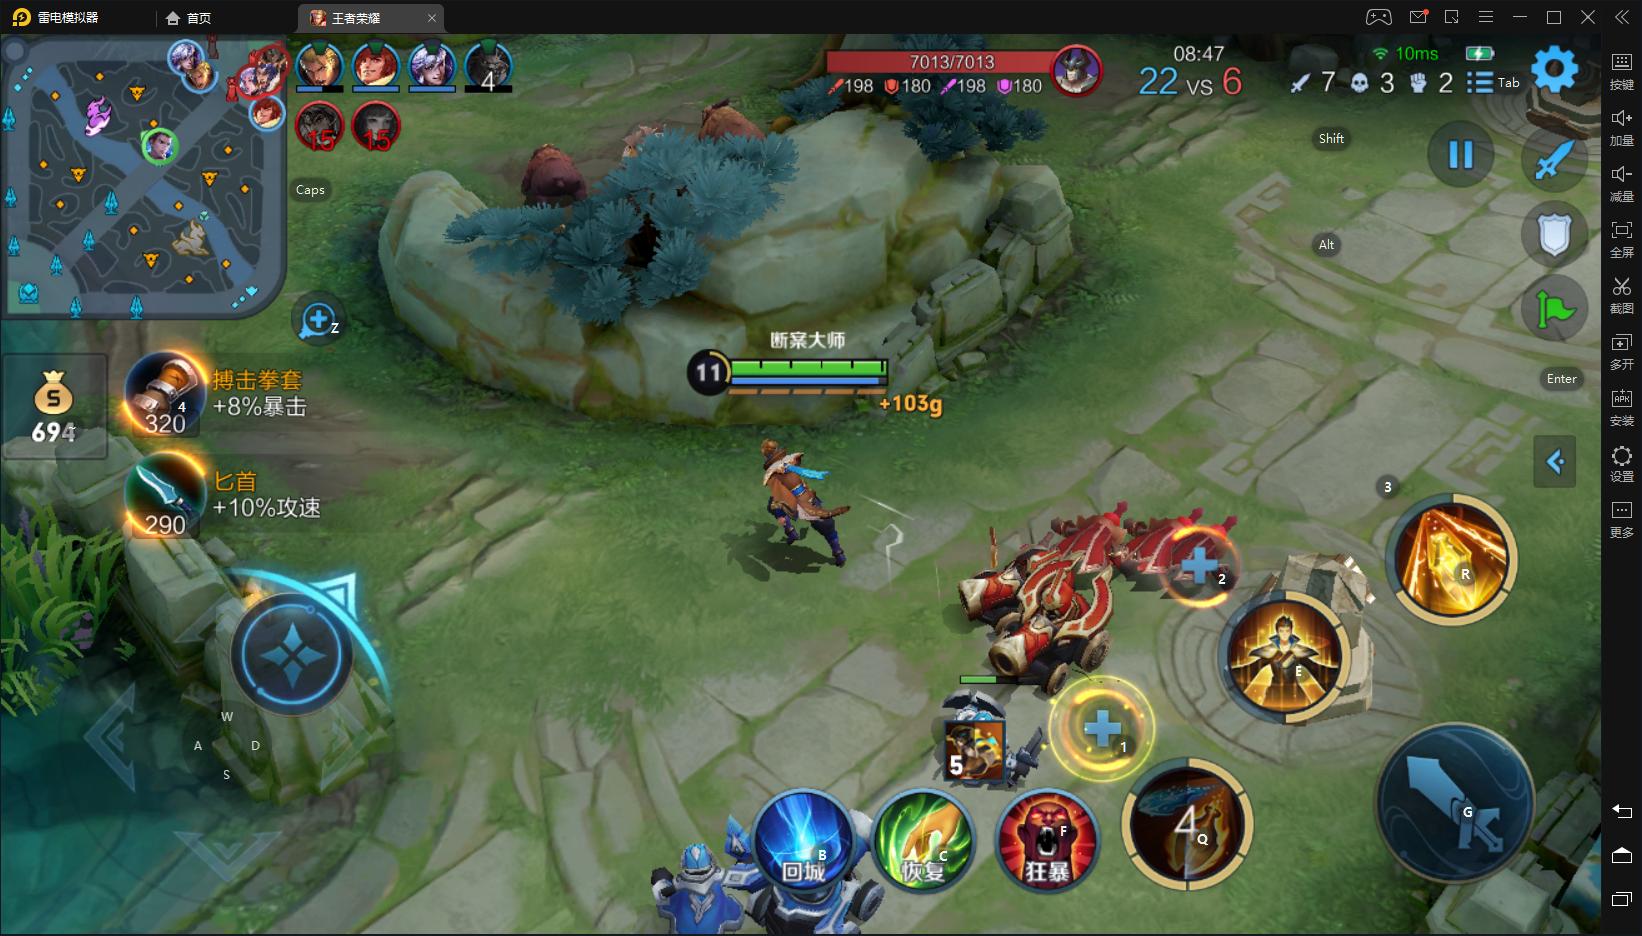 雷电模拟器
首页
王者荣耀
4
15
15
7013/7013
198 180 198 180
08:47
22 VS 6
10ms
7 3 2
Tab
按键
加量
减量
全屏
截图
多开
安装
设置
更多
Shift
Caps
Alt
Z
Enter
断案大师
11
+103g
694
搏击拳套
+8%暴击
4
320
匕首
+10%攻速
290
3
R
2
E
1
5
W
A D
S
G
4
Q
F
狂暴
C
恢复
B
回城
APK